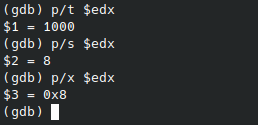 (gdb) p/t $edx
$1 = 1000
(gdb) p/s $edx
$2 = 8
(gdb) p/x $edx
$3 = 0x8
(gdb)